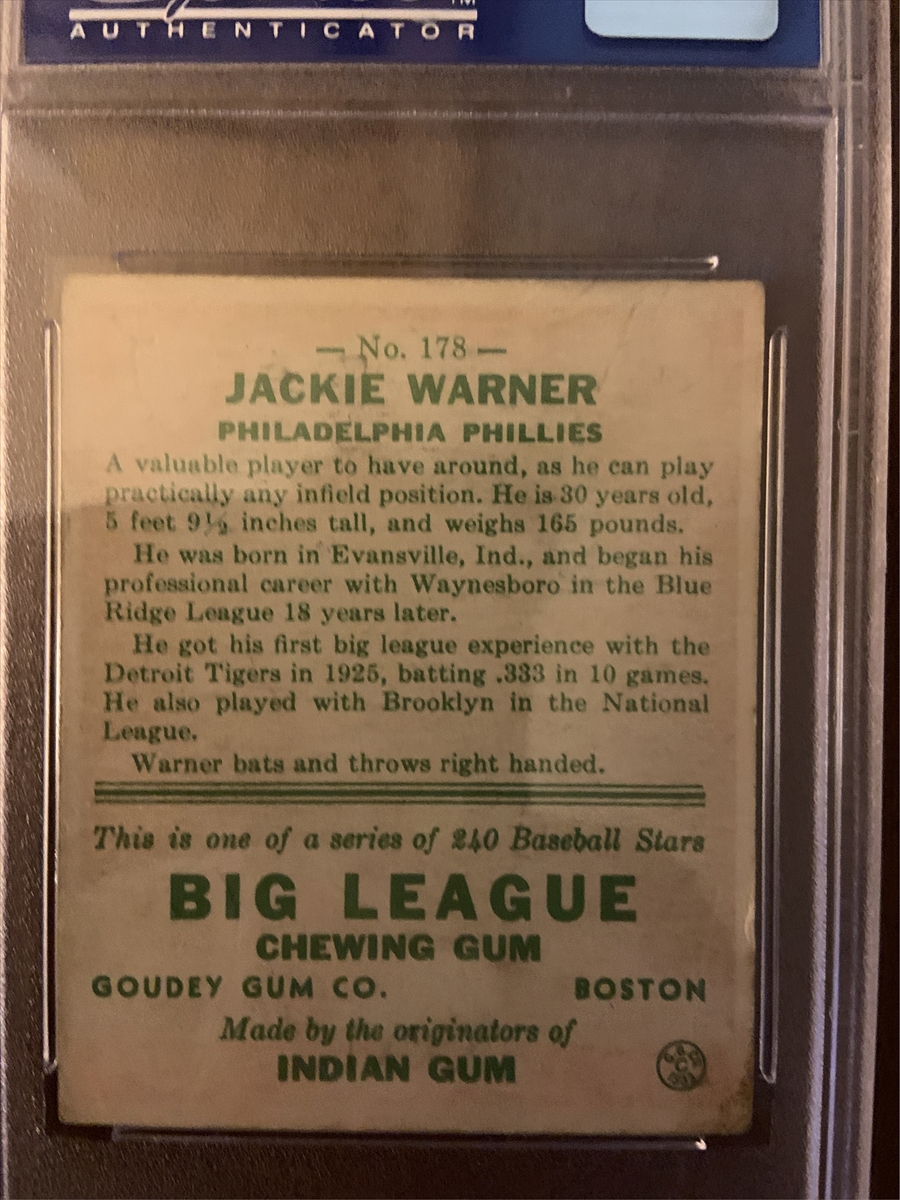 TM
AUTHENTICATOR
— No. 178 —
JACKIE WARNER
PHILADELPHIA PHILLIES
A valuable player to have around, as he can play
practically any infield position. He is 30 years old,
5 feet 9½ inches tall, and weighs 165 pounds.
He was born in Evansville, Ind., and began his
professional career with Waynesboro in the Blue
Ridge League 18 years later.
He got his first big league experience with the
Detroit Tigers in 1925, batting .333 in 10 games.
He also played with Brooklyn in the National
League.
Warner bats and throws right handed.
This is one of a series of 240 Baseball Stars
BIG LEAGUE
CHEWING GUM
GOUDEY GUM CO. BOSTON
Made by the originators of
INDIAN GUM